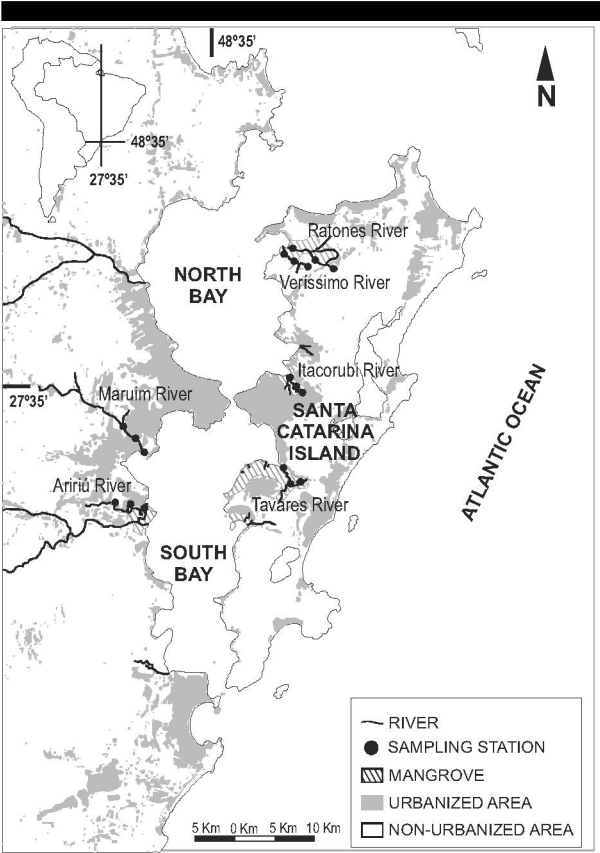 48°35'
48°35'
27°35'
N
Ratones River
NORTH
BAY
Veríssimo River
Itacorubi River
27°35'
Maruim River
SANTA
CATARINA
ISLAND
ATLANTIC OCEAN
Aririú River
Tavares River
SOUTH
BAY
RIVER
SAMPLING STATION
MANGROVE
URBANIZED AREA
NON-URBANIZED AREA
5 Km 0 Km 5 Km 10 Km